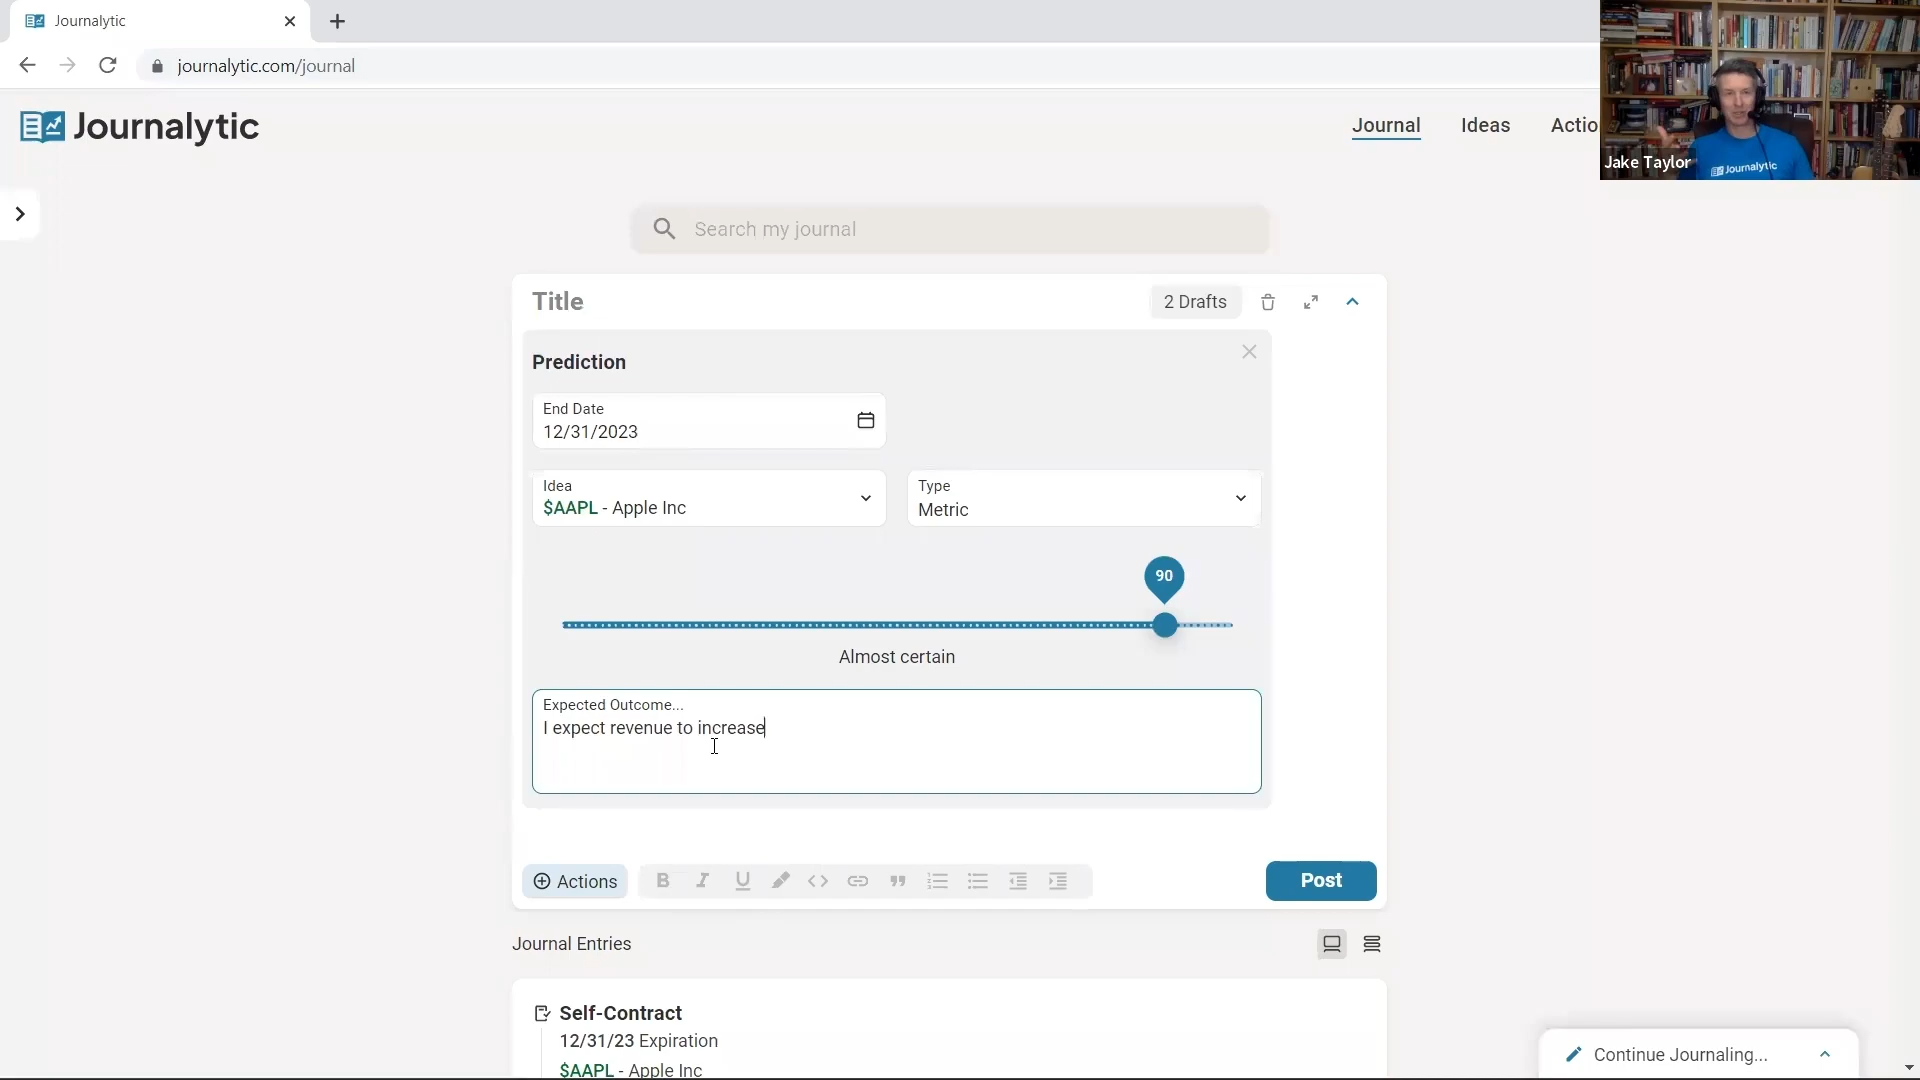 Journalytic
journalytic.com/journal
Journalytic
Journal Ideas Actio
Jake Taylor
Journalytic
Search my journal
Title
2 Drafts
Prediction
End Date
12/31/2023
Idea
$AAPL - Apple Inc
Type
Metric
90
Almost certain
Expected Outcome...
I expect revenue to increase
Actions
Post
Journal Entries
Self-Contract
12/31/23 Expiration
$AAPL - Apple Inc
Continue Journaling...